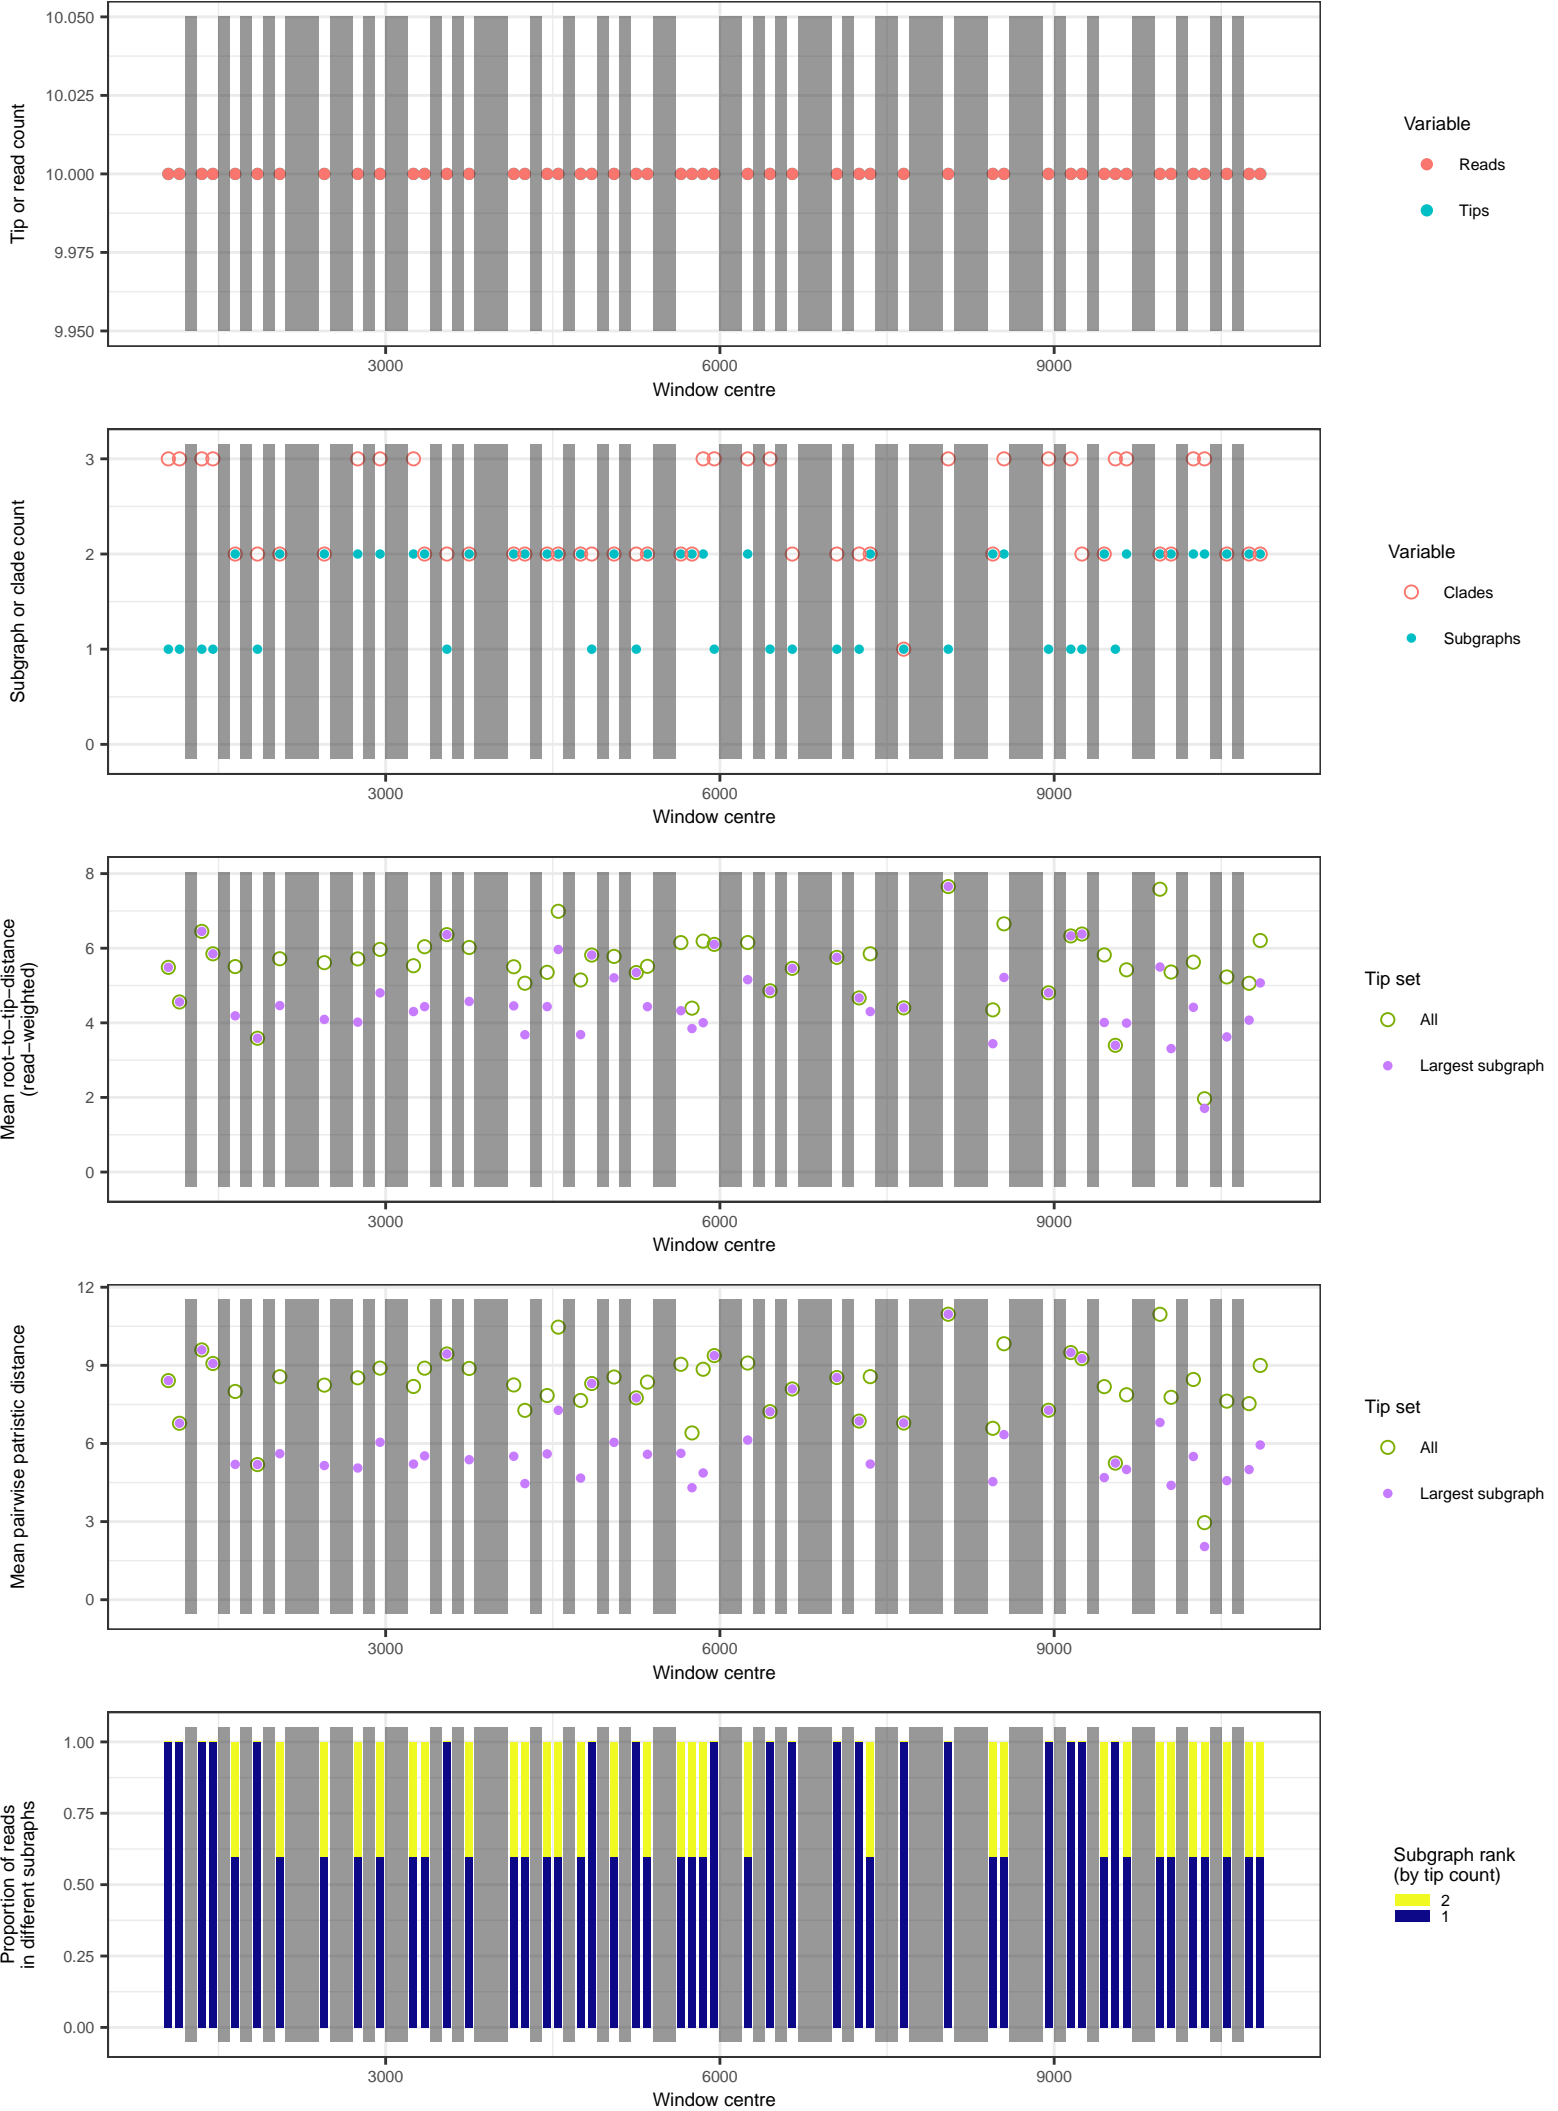 10.050
10.025
10.000
9.975
9.950
Tip or read count
3000
6000
9000
Window centre
Variable
Reads
Tips
3
2
1
0
Subgraph or clade count
3000
6000
9000
Window centre
Variable
Clades
Subgraphs
8
6
4
2
0
Mean root−to−tip−distance
(read−weighted)
3000
6000
9000
Window centre
Tip set
All
Largest subgraph
12
9
6
3
0
Mean pairwise patristic distance
3000
6000
9000
Window centre
Tip set
All
Largest subgraph
1.00
0.75
0.50
0.25
0.00
Proportion of reads
in different subraphs
3000
6000
9000
Window centre
Subgraph rank
(by tip count)
2
1